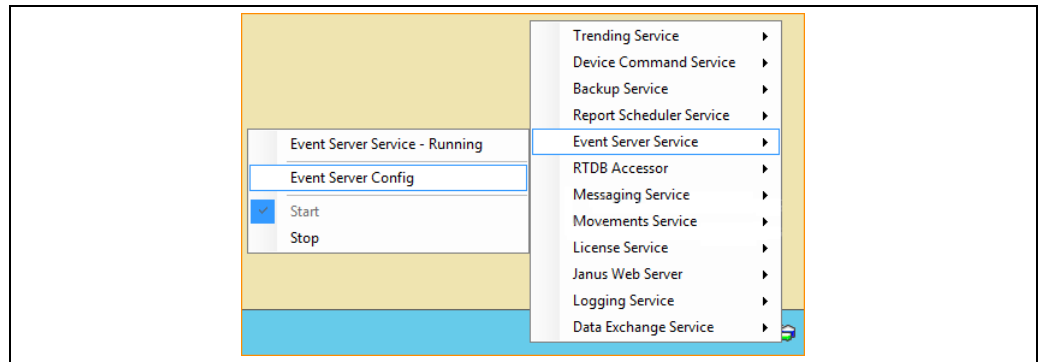 Trending Service
Device Command Service
Backup Service
Report Scheduler Service
Event Server Service
RTDB Accessor
Messaging Service
Movements Service
License Service
Janus Web Server
Logging Service
Data Exchange Service
Event Server Service - Running
Event Server Config
Start
Stop